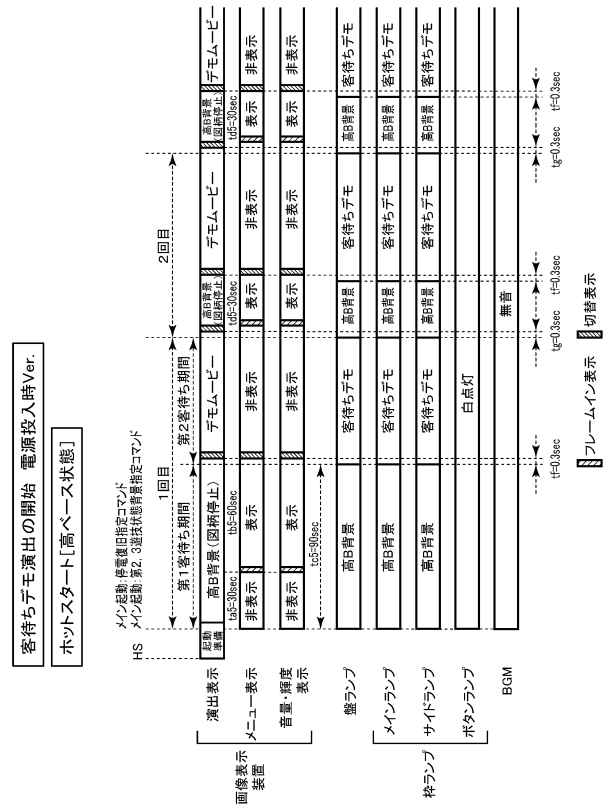 客待ちデモ演出の開始 電源投入時Ver.
ホットスタート[高ベース状態]
メイン起動:停電復旧指定コマンド
メイン起動:第2,3遊技状態背景指定コマンド
HS
1回目
2回目
第1客待ち期間
第2客待ち期間
画像表示
装置
演出表示
起動
準備
高B背景(図柄停止)
デモムービー
高B背景
(図柄停止)
デモムービー
高B背景
(図柄停止)
デモムービー
ta5=30sec
tb5=60sec
td5=30sec
td5=30sec
メニュー表示
非表示
表示
非表示
表示
非表示
表示
非表示
音量・輝度
表示
非表示
表示
非表示
表示
非表示
表示
非表示
tc5=90sec
盤ランプ
高B背景
客待ちデモ
高B背景
客待ちデモ
高B背景
客待ちデモ
枠ランプ
メインランプ
高B背景
客待ちデモ
高B背景
客待ちデモ
高B背景
客待ちデモ
サイドランプ
高B背景
客待ちデモ
高B背景
客待ちデモ
高B背景
客待ちデモ
ボタンランプ
白点灯
BGM
無音
tf=0.3sec
tg=0.3sec
tf=0.3sec
tg=0.3sec
tf=0.3sec
フレームイン表示
切替表示